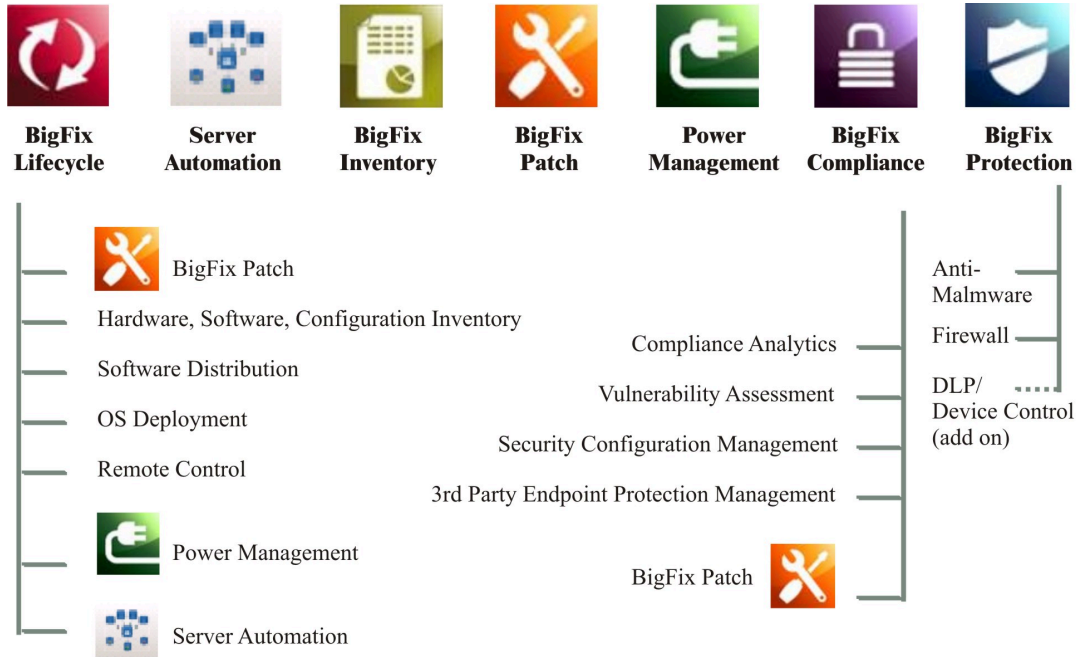 BigFix
Lifecycle
Server
Automation
BigFix
Inventory
BigFix
Patch
Power
Management
BigFix
Compliance
BigFix
Protection
BigFix Patch
Hardware, Software, Configuration Inventory
Software Distribution
OS Deployment
Remote Control
Power Management
Server Automation
Compliance Analytics
Vulnerability Assessment
Security Configuration Management
3rd Party Endpoint Protection Management
BigFix Patch
Anti-
Malmware
Firewall
DLP/
Device Control
(add on)